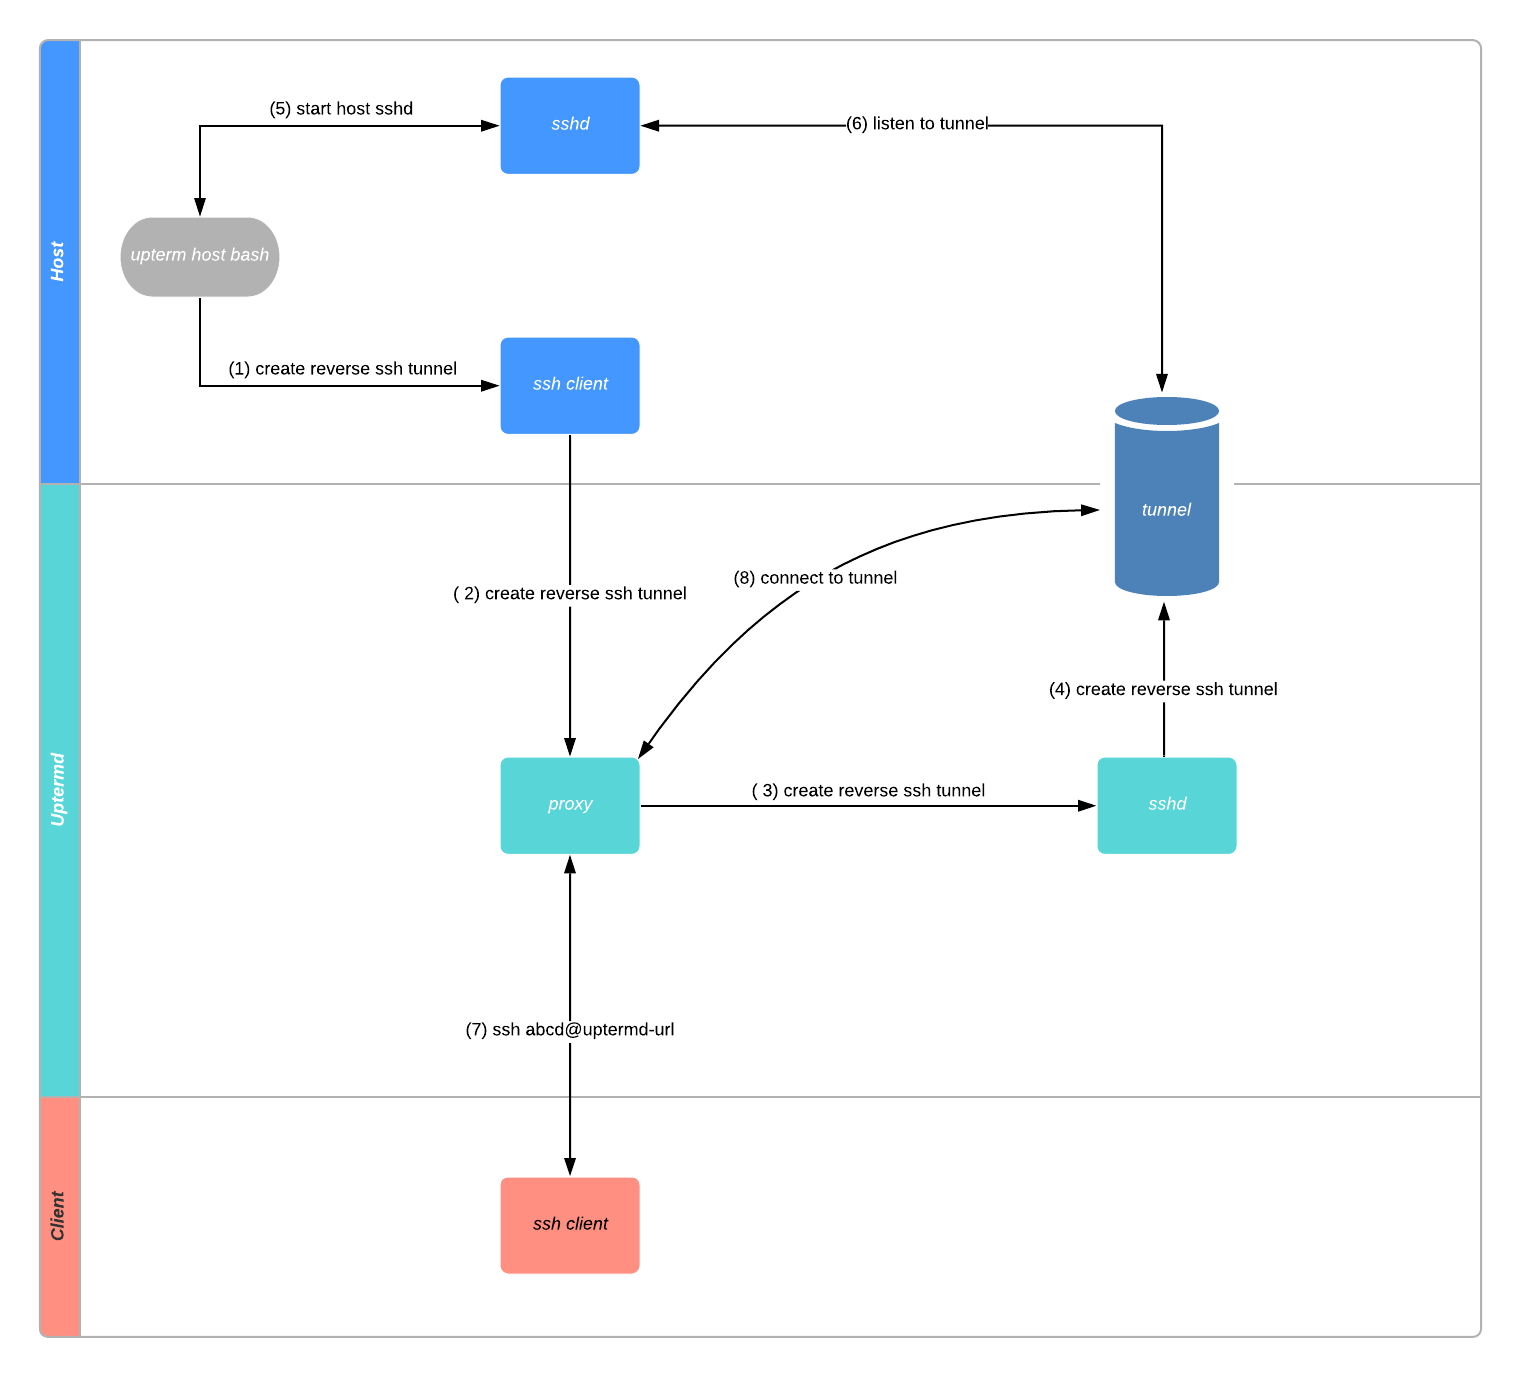 (5) start host sshd
sshd
(6) listen to tunnel
Host
upterm host bash
(1) create reverse ssh tunnel
ssh client
tunnel
(8) connect to tunnel
( 2) create reverse ssh tunnel
(4) create reverse ssh tunnel
Uptermd
proxy
( 3) create reverse ssh tunnel
sshd
(7) ssh abcd@uptermd-url
Client
ssh client